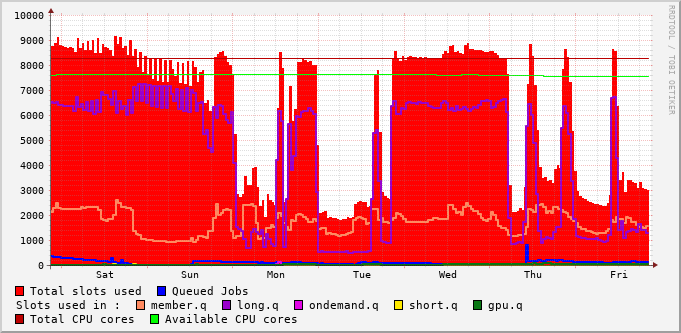 10000
9000
8000
7000
6000
5000
4000
3000
2000
1000
0
Sat Sun Mon Tue Wed Thu Fri
RRDTOOL / TOBI OETIKER
Total slots used Queued Jobs
Slots used in : member.q long.q ondemand.q short.q gpu.q
Total CPU cores Available CPU cores